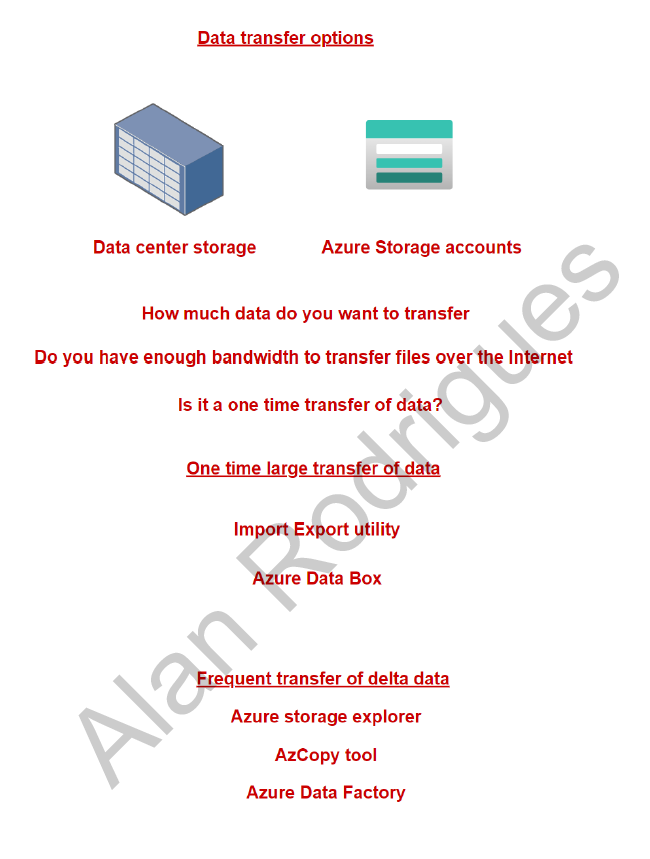 Data transfer options
Data center storage
Azure Storage accounts
How much data do you want to transfer
Do you have enough bandwidth to transfer files over the Internet
Is it a one time transfer of data?
One time large transfer of data
Import Export utility
Azure Data Box
Frequent transfer of delta data
Azure storage explorer
AzCopy tool
Azure Data Factory
Alan Rodrigues